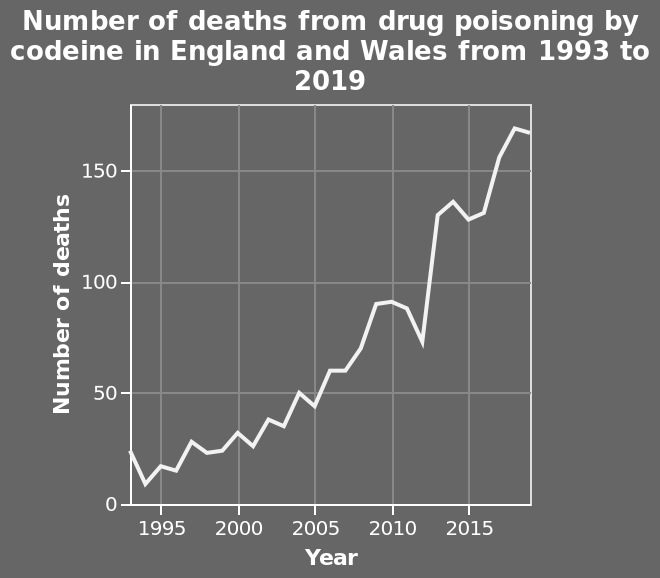 Number of deaths from drug poisoning by
codeine in England and Wales from 1993 to
2019
150
100
50
0
Number of deaths
1995
2000
2005
2010
2015
Year